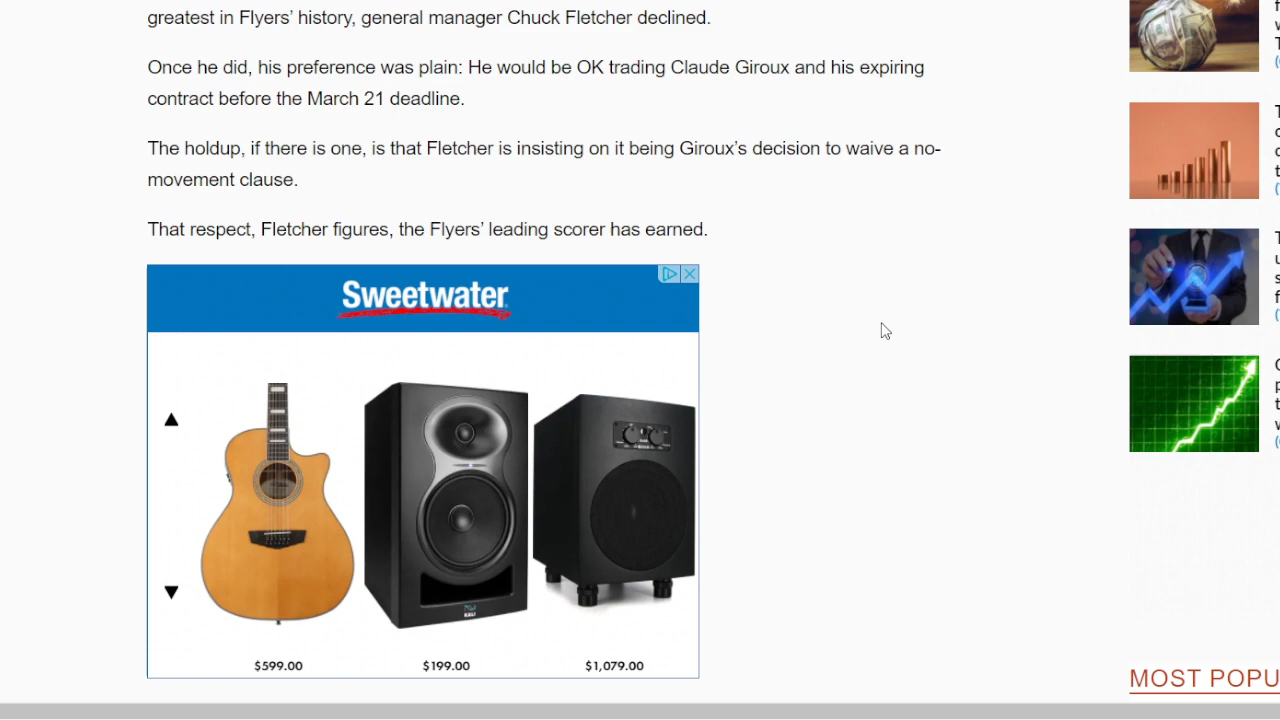 greatest in Flyers’ history, general manager Chuck Fletcher declined.
Once he did, his preference was plain: He would be OK trading Claude Giroux and his expiring
contract before the March 21 deadline.
The holdup, if there is one, is that Fletcher is insisting on it being Giroux’s decision to waive a no-
movement clause.
That respect, Fletcher figures, the Flyers’ leading scorer has earned.
Sweetwater
KALI
$599.00
$199.00
$1,079.00
MOST POPU